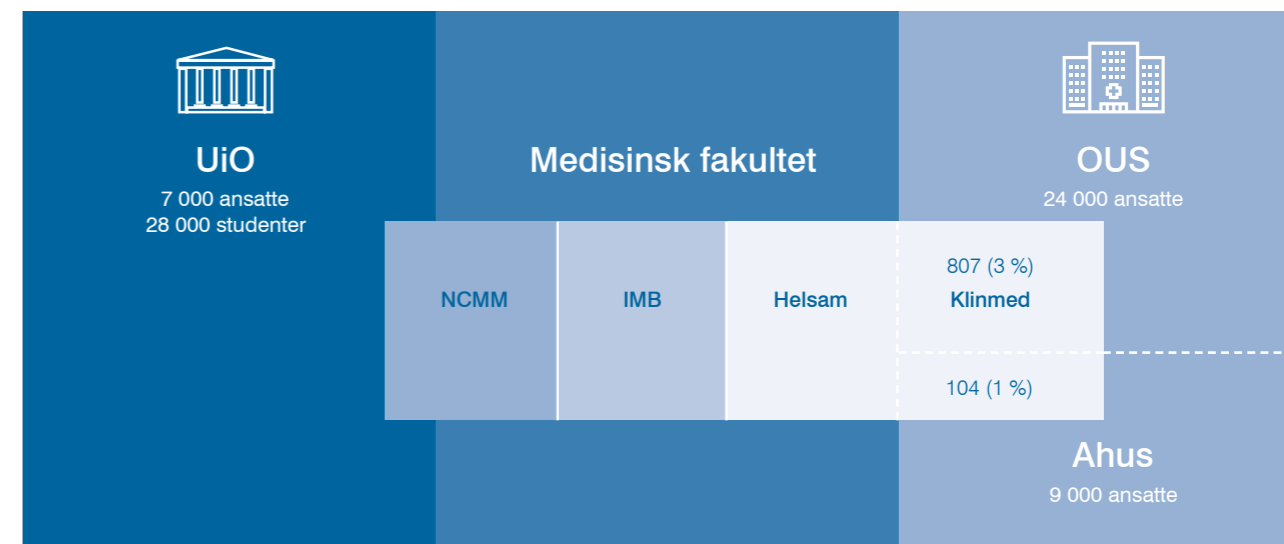 UiO
7 000 ansatte
28 000 studenter
Medisinsk fakultet
OUS
24 000 ansatte
NCMM
IMB
Helsam
807 (3 %)
Klinmed
104 (1 %)
Ahus
9 000 ansatte